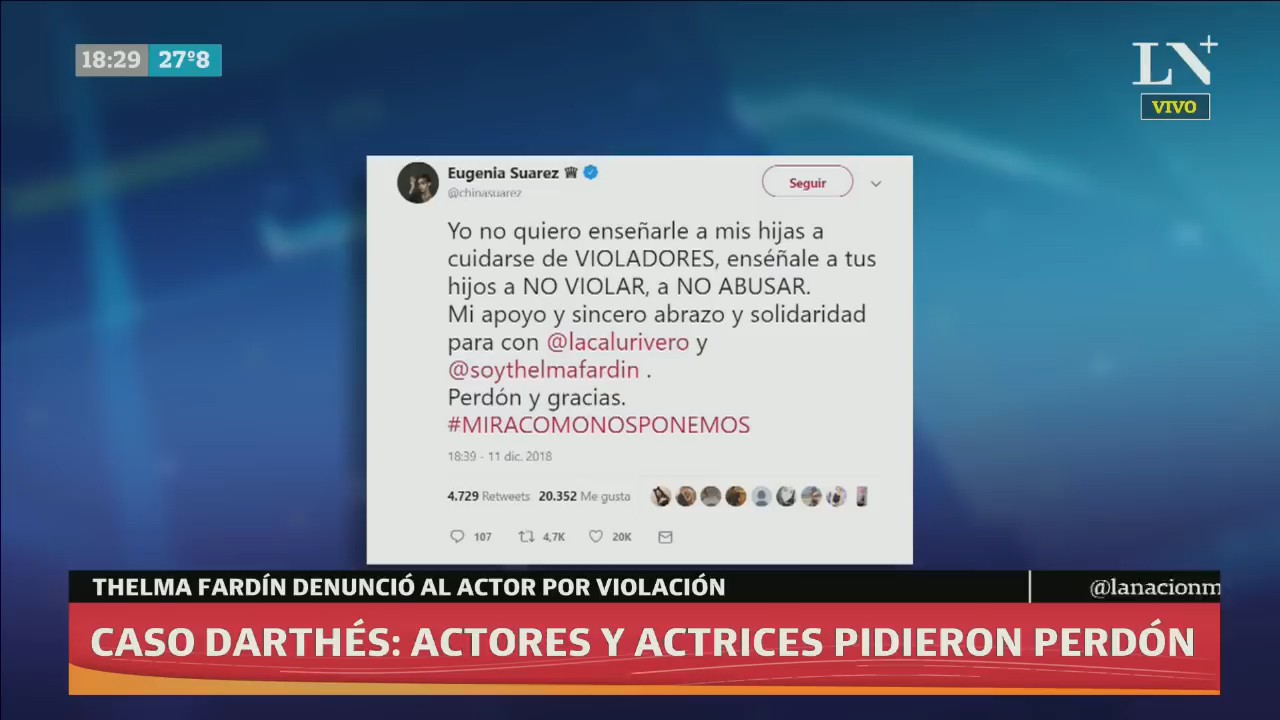 18:29 27º8
LN+
VIVO
Eugenia Suarez
@chinasuarez
Seguir
Yo no quiero enseñarle a mis hijas a
cuidarse de VIOLADORES, enséñale a tus
hijos a NO VIOLAR, a NO ABUSAR.
Mi apoyo y sincero abrazo y solidaridad
para con @lacalurivero y
@soythelmafardin .
Perdón y gracias.
#MIRACOMONOSPONEMOS
18:39 - 11 dic. 2018
4.729 Retweets 20.352 Me gusta
107 4,7K 20K
THELMA FARDÍN DENUNCIÓ AL ACTOR POR VIOLACIÓN
@lanacionm
CASO DARTHÉS: ACTORES Y ACTRICES PIDIERON PERDÓN